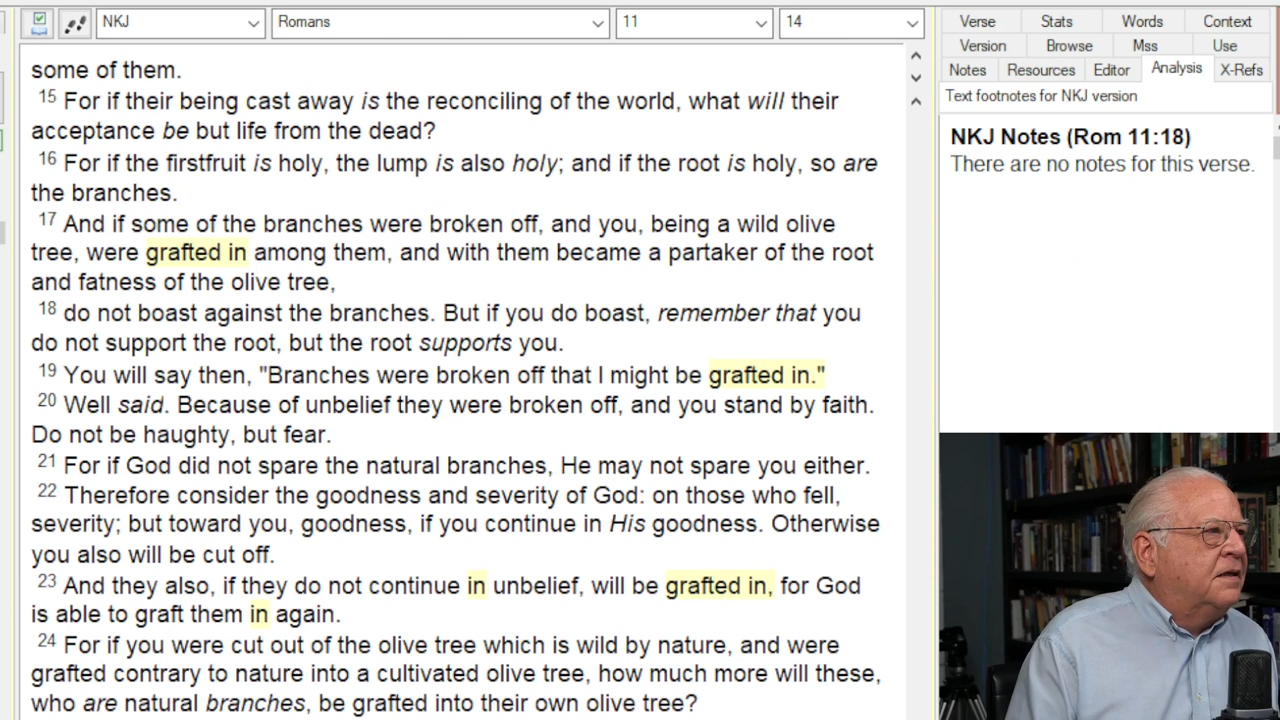 NKJ Romans 11 14
some of them.
15 For if their being cast away is the reconciling of the world, what will their
acceptance be but life from the dead?
16 For if the firstfruit is holy, the lump is also holy; and if the root is holy, so are
the branches.
17 And if some of the branches were broken off, and you, being a wild olive
tree, were grafted in among them, and with them became a partaker of the root
and fatness of the olive tree,
18 do not boast against the branches. But if you do boast, remember that you
do not support the root, but the root supports you.
19 You will say then, "Branches were broken off that I might be grafted in."
20 Well said. Because of unbelief they were broken off, and you stand by faith.
Do not be haughty, but fear.
21 For if God did not spare the natural branches, He may not spare you either.
22 Therefore consider the goodness and severity of God: on those who fell,
severity; but toward you, goodness, if you continue in His goodness. Otherwise
you also will be cut off.
23 And they also, if they do not continue in unbelief, will be grafted in, for God
is able to graft them in again.
24 For if you were cut out of the olive tree which is wild by nature, and were
grafted contrary to nature into a cultivated olive tree, how much more will these,
who are natural branches, be grafted into their own olive tree?
Verse Stats Words Context
Version Browse Mss Use
Notes Resources Editor Analysis X-Refs
Text footnotes for NKJ version
NKJ Notes (Rom 11:18)
There are no notes for this verse.